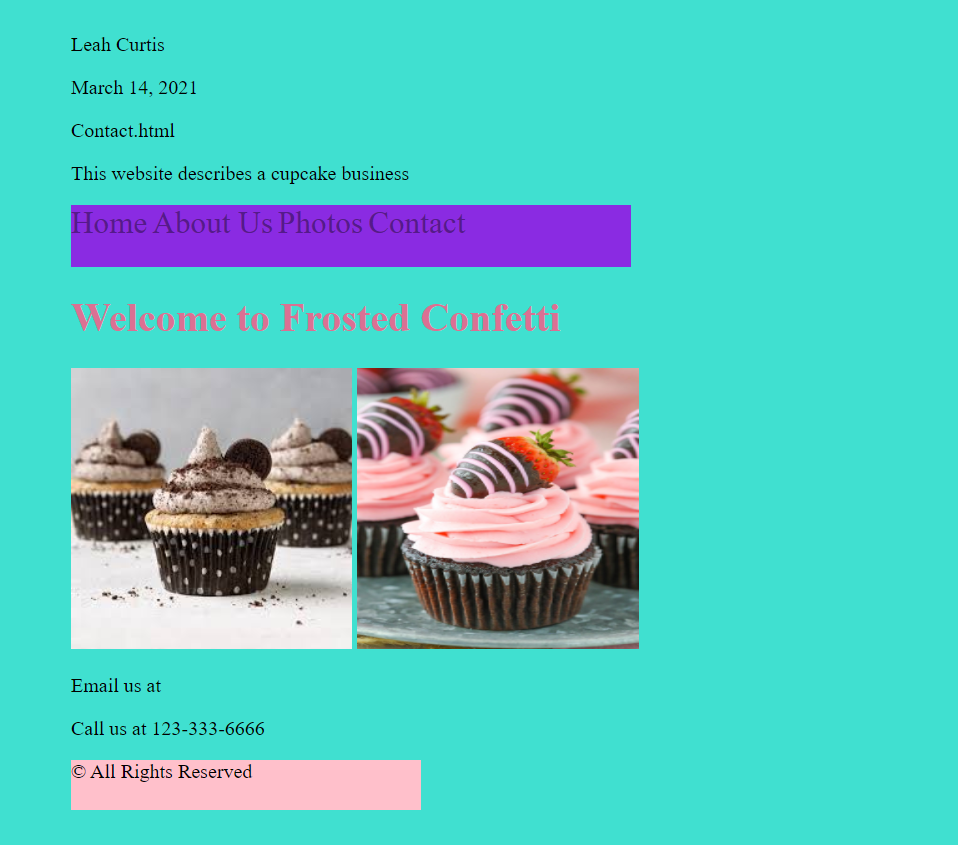 Leah Curtis
March 14, 2021
Contact.html
This website describes a cupcake business
Home About Us Photos Contact
Welcome to Frosted Confetti
Email us at
Call us at 123-333-6666
© All Rights Reserved